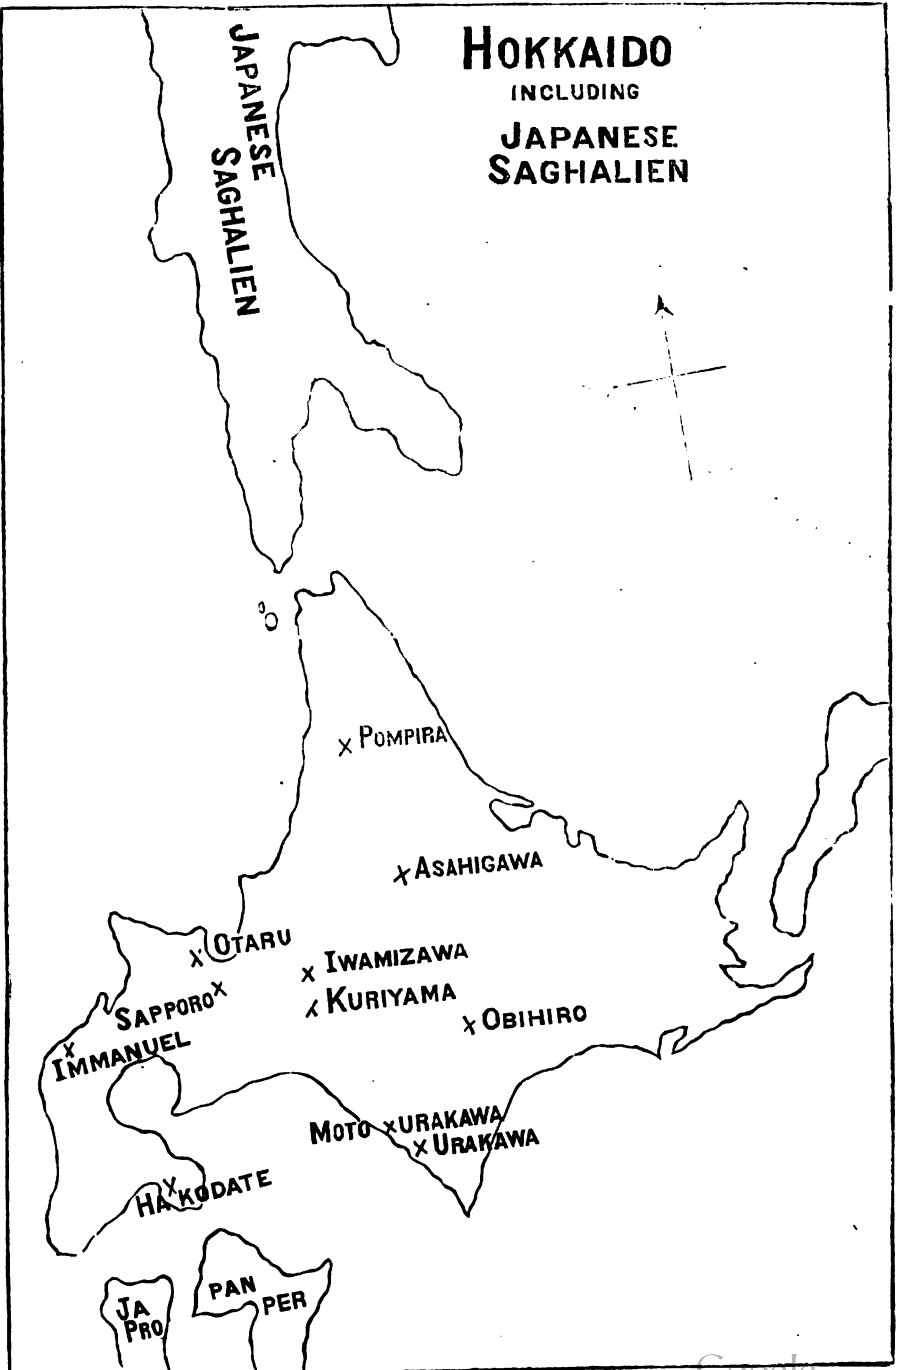 HOKKAIDO
INCLUDING
JAPANESE
SAGHALIEN
JAPANESE
SAGHALIEN
POMPIRA
ASAHIGAWA
OTARU
IWAMIZAWA
SAPPORO
KURIYAMA
OBIHIRO
IMMANUEL
MOTO URAKAWA
URAKAWA
HAKODATE
JA PAN
PRO PER
Google